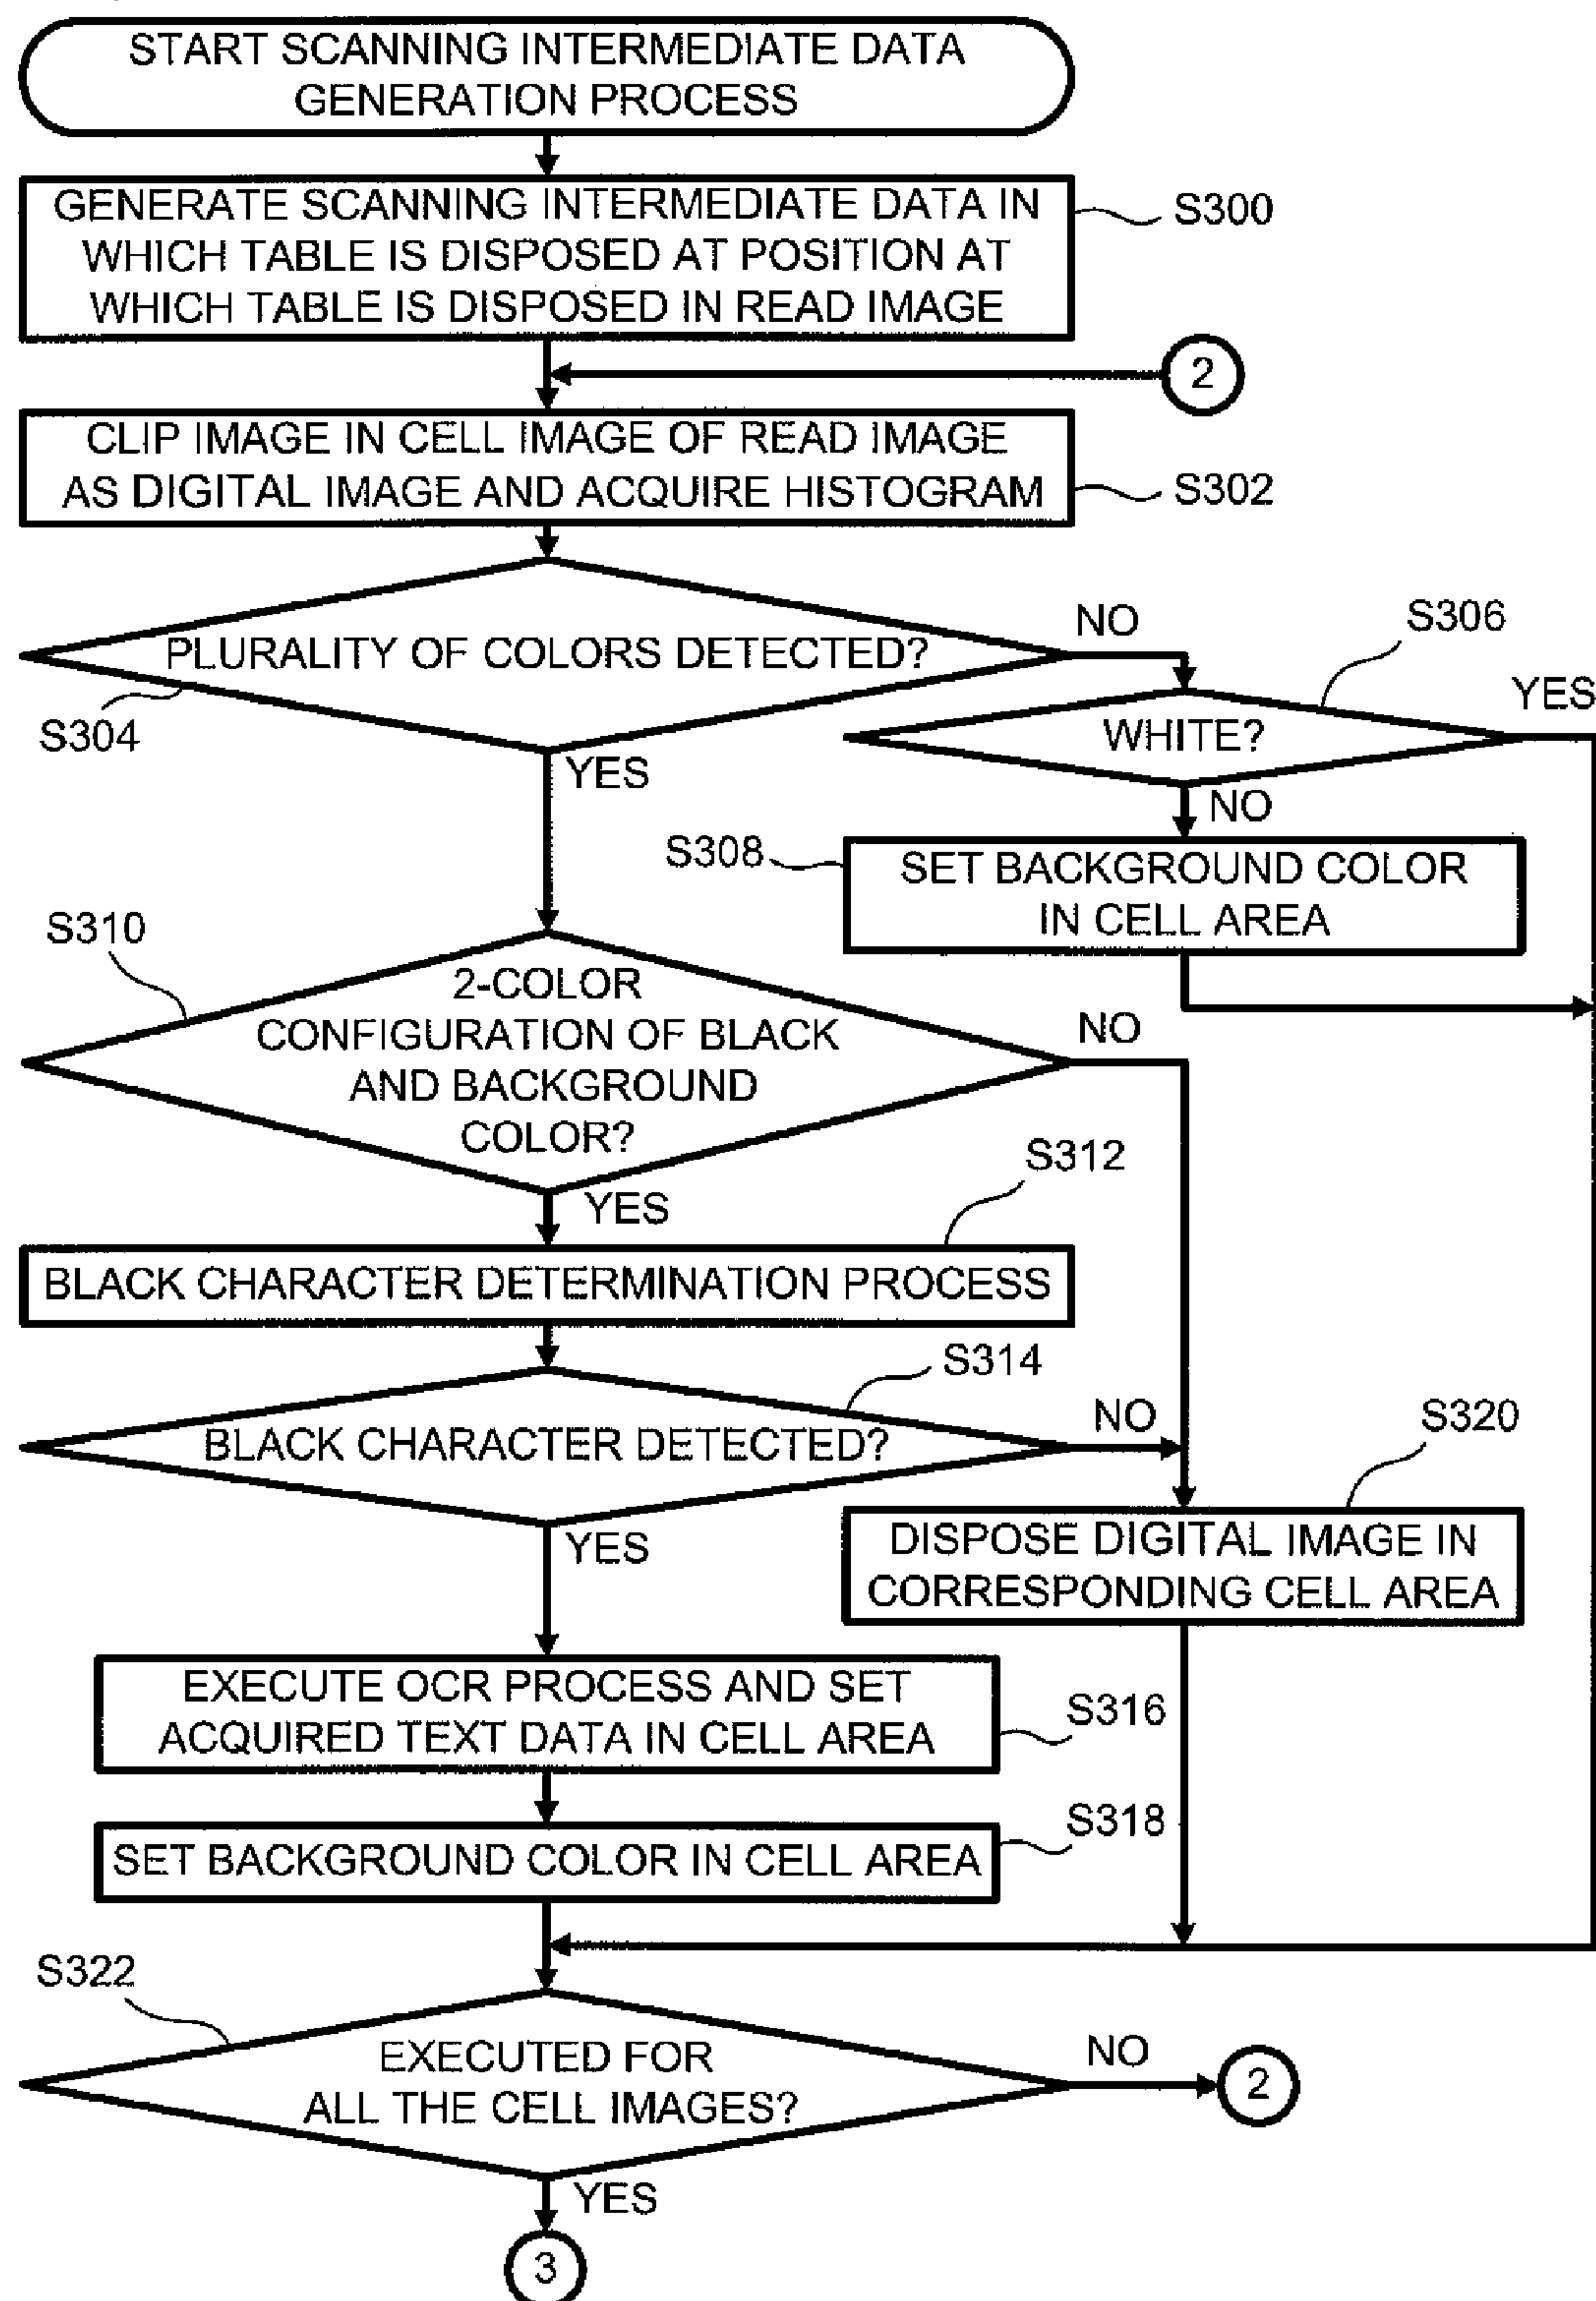 START SCANNING INTERMEDIATE DATA
GENERATION PROCESS
GENERATE SCANNING INTERMEDIATE DATA IN
WHICH TABLE IS DISPOSED AT POSITION AT
WHICH TABLE IS DISPOSED IN READ IMAGE
S300
2
CLIP IMAGE IN CELL IMAGE OF READ IMAGE
AS DIGITAL IMAGE AND ACQUIRE HISTOGRAM
S302
PLURALITY OF COLORS DETECTED?
S304
NO
YES
S306
WHITE?
YES
NO
S308
SET BACKGROUND COLOR
IN CELL AREA
S310
2-COLOR
CONFIGURATION OF BLACK
AND BACKGROUND
COLOR?
NO
YES
S312
BLACK CHARACTER DETERMINATION PROCESS
S314
BLACK CHARACTER DETECTED?
NO
YES
S320
DISPOSE DIGITAL IMAGE IN
CORRESPONDING CELL AREA
EXECUTE OCR PROCESS AND SET
ACQUIRED TEXT DATA IN CELL AREA
S316
SET BACKGROUND COLOR IN CELL AREA
S318
S322
EXECUTED FOR
ALL THE CELL IMAGES?
NO
2
YES
3